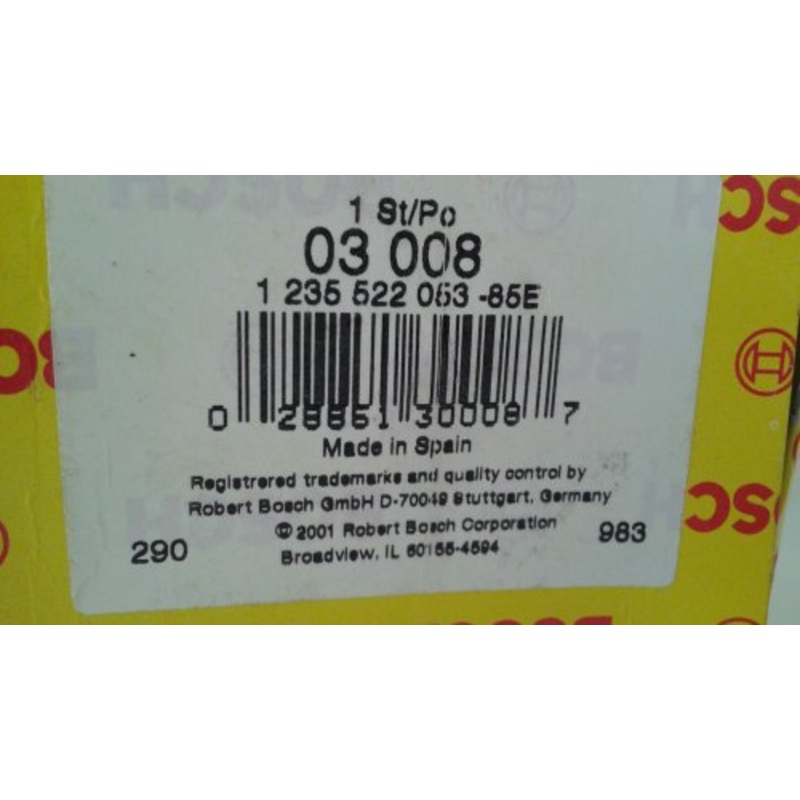 BOSCH
1 St/Po
03 008
1 235 522 053 -85E
0 28851 30008 7
Made in Spain
Registrered trademarks and quality control by
Robert Bosch GmbH D-70049 Stuttgart, Germany
© 2001 Robert Bosch Corporation
Broadview, IL 60155-4594
290
983